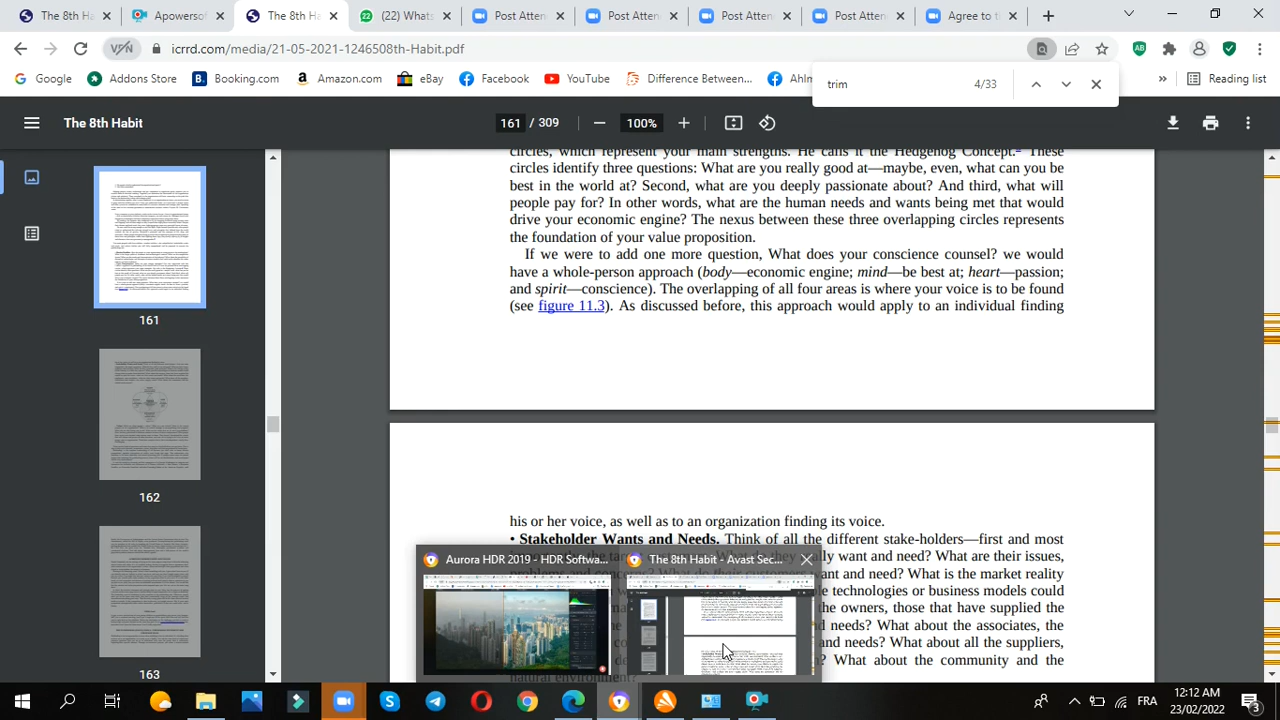 The 8th Ha
Apowersof
The 8th Ha
(22) Whats
Post Atten
Post Atten
Post Atten
Post Atten
Agree to th
icrrd.com/media/21-05-2021-1246508th-Habit.pdf
Google
Addons Store
Booking.com
Amazon.com
eBay
Facebook
YouTube
Difference Between...
Reading list
trim
4/33
The 8th Habit
161 / 309
100%
circles, which represent your main strengths. He calls it the Hedgehog Concept. These
circles identify three questions: What are you really good at—maybe, even, what can you be
best in the world at? Second, what are you deeply passionate about? And third, what will
people pay for? In other words, what are the human needs and wants being met that would
drive your economic engine? The nexus between these three overlapping circles represents
the foundation of your value proposition.
If we were to add one more question, What does your conscience counsel? we would
have a whole-person approach (body—economic engine; mind—be best at; heart—passion;
and spirit—conscience). The overlapping of all four areas is where your voice is to be found
(see figure 11.3). As discussed before, this approach would apply to an individual finding
161
162
163
his or her voice, as well as to an organization finding its voice.
• Stakeholder Wants and Needs. Think of all the different stake-holders—first and most
ly want and need? What are their issues,
ant and need? What is the market reality
e technologies or business models could
he owners, those that have supplied the
d needs? What about the associates, the
and needs? What about all the suppliers,
? What about the community and the
natural environment?
Aurora HDR 2019 - HDR Softwa...
The 8th Habit - Avast Sec...
FRA
12:12 AM
23/02/2022
3